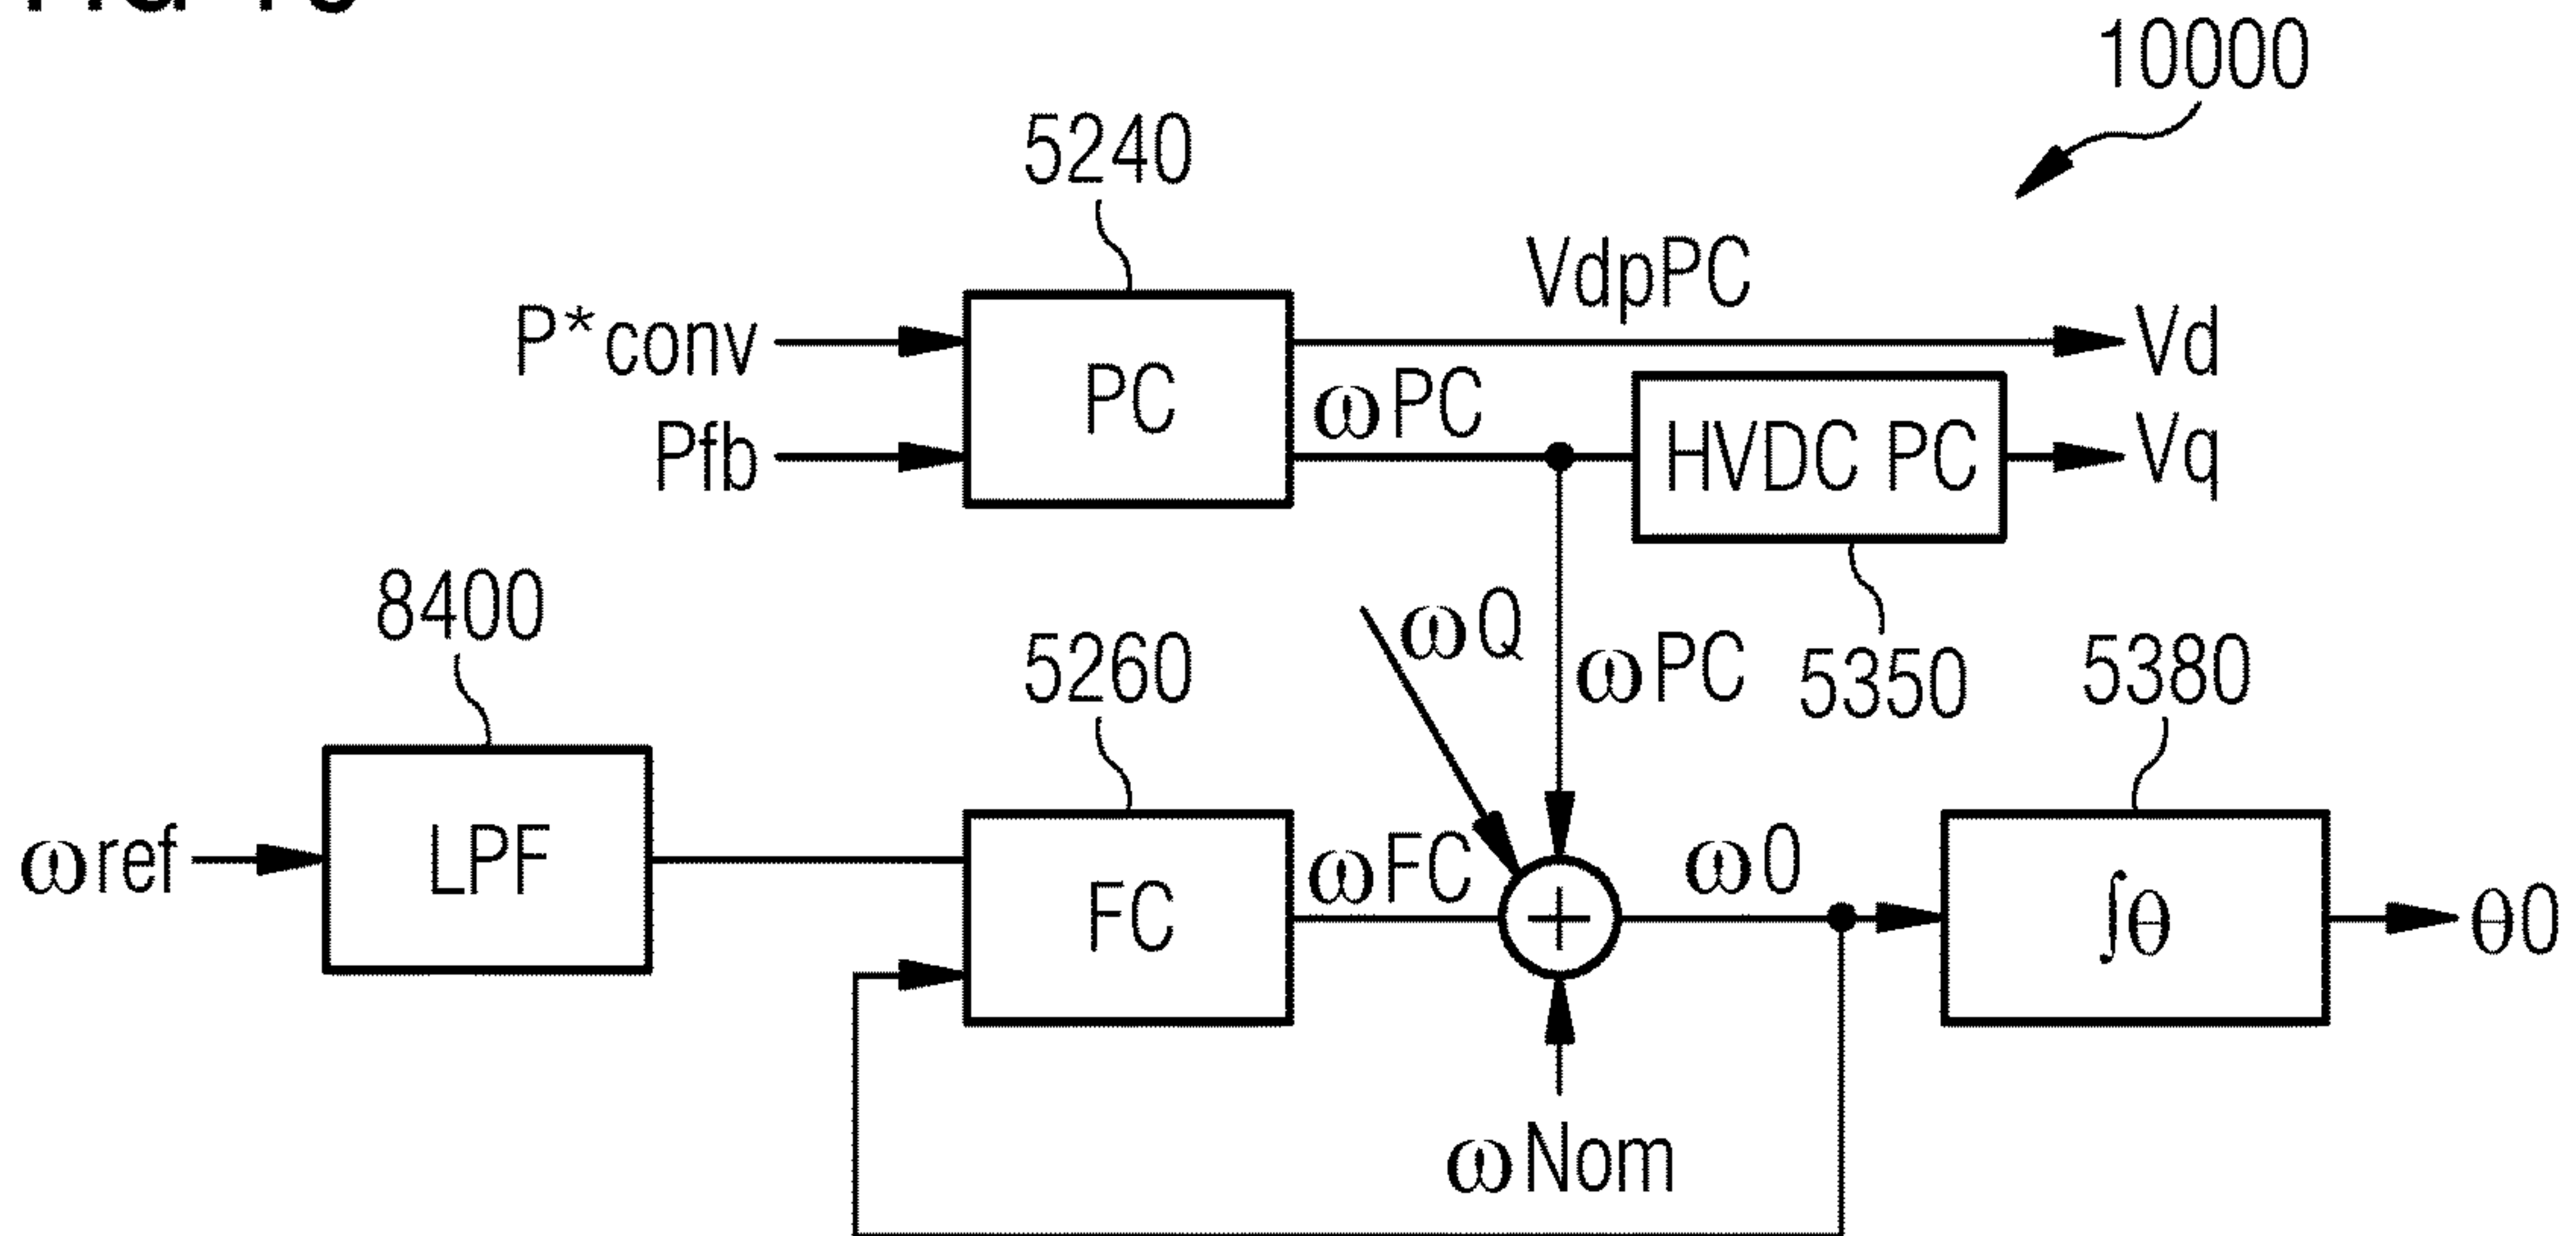 10000
5240
VdpPC
P*conv
PC
Vd
ωPC
Pfb
HVDC PC
Vq
8400
ωQ
5260
ωPC
5350
5380
ωref
LPF
FC
ωFC
+
ω0
∫θ
θ0
ωNom